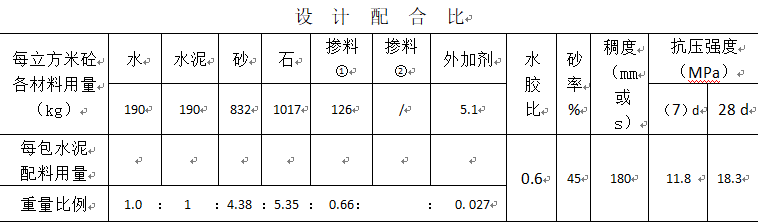 设 计 配 合 比
每立方米砼各材料用量（kg） 水 水泥 砂 石 掺料① 掺料② 外加剂 水胶比 砂率% 稠度（mm或s） 抗压强度（MPa）
190 190 832 1017 126 / 5.1 （7）d 28 d
每包水泥配料用量
0.6 45 180 11.8 18.3
重量比例 1.0 : 1 : 4.38 : 5.35 : 0.66: : 0.027